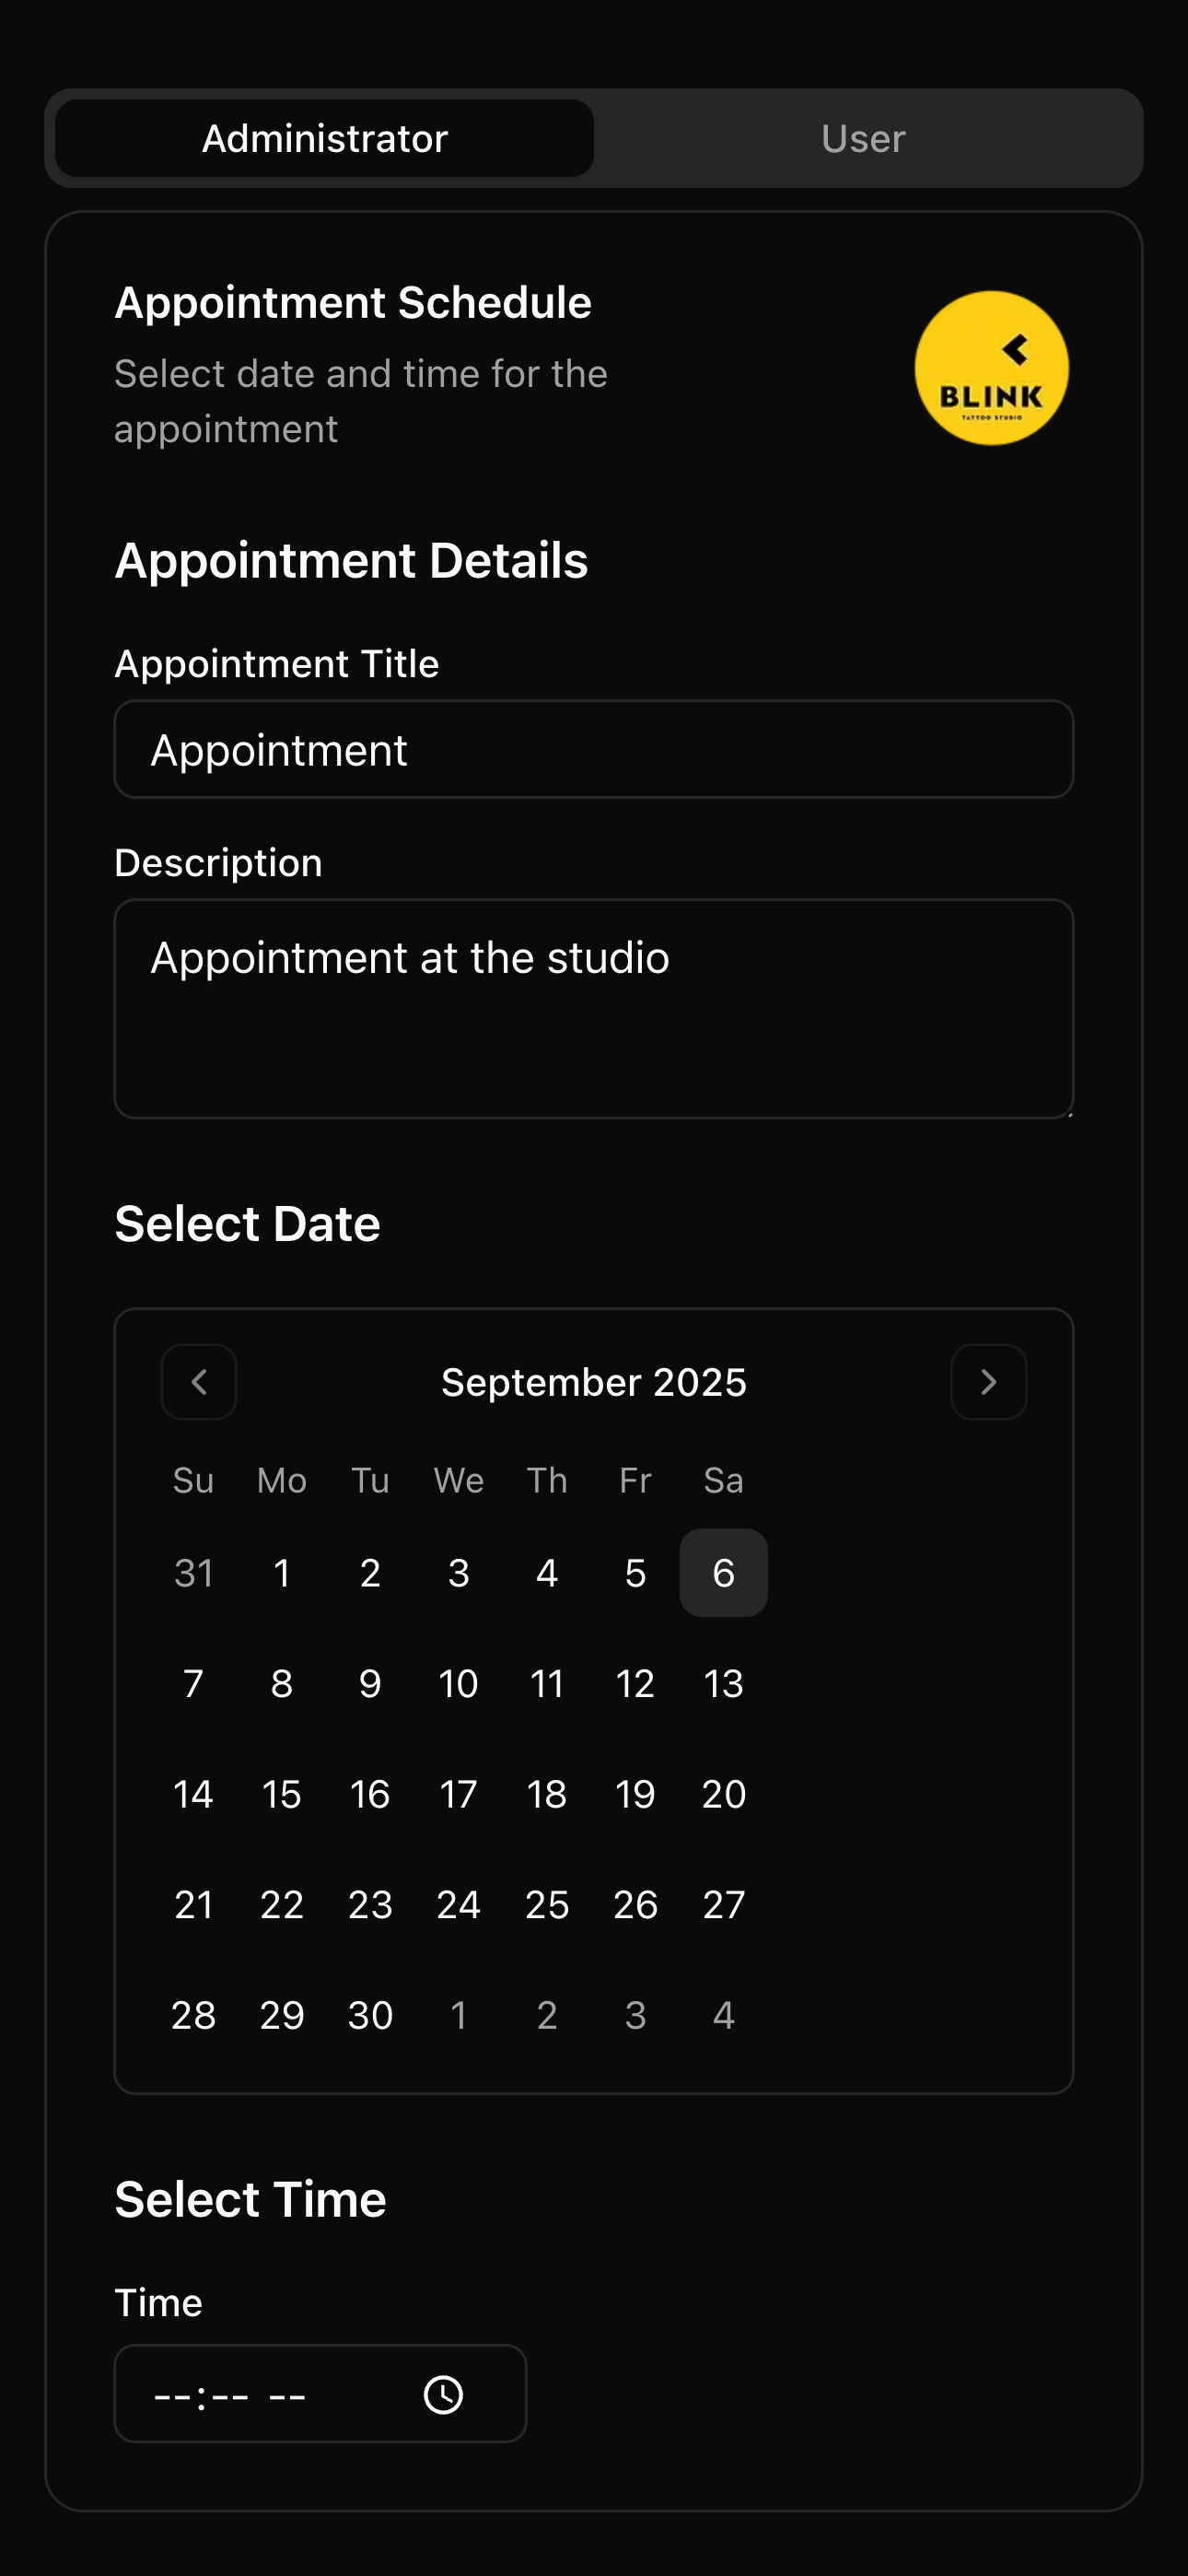 Administrator User
Appointment Schedule
Select date and time for the
appointment
BLINK
TATTOO STUDIO
Appointment Details
Appointment Title
Appointment
Description
Appointment at the studio
Select Date
September 2025
Su Mo Tu We Th Fr Sa
31 1 2 3 4 5 6
7 8 9 10 11 12 13
14 15 16 17 18 19 20
21 22 23 24 25 26 27
28 29 30 1 2 3 4
Select Time
Time
--:-- --